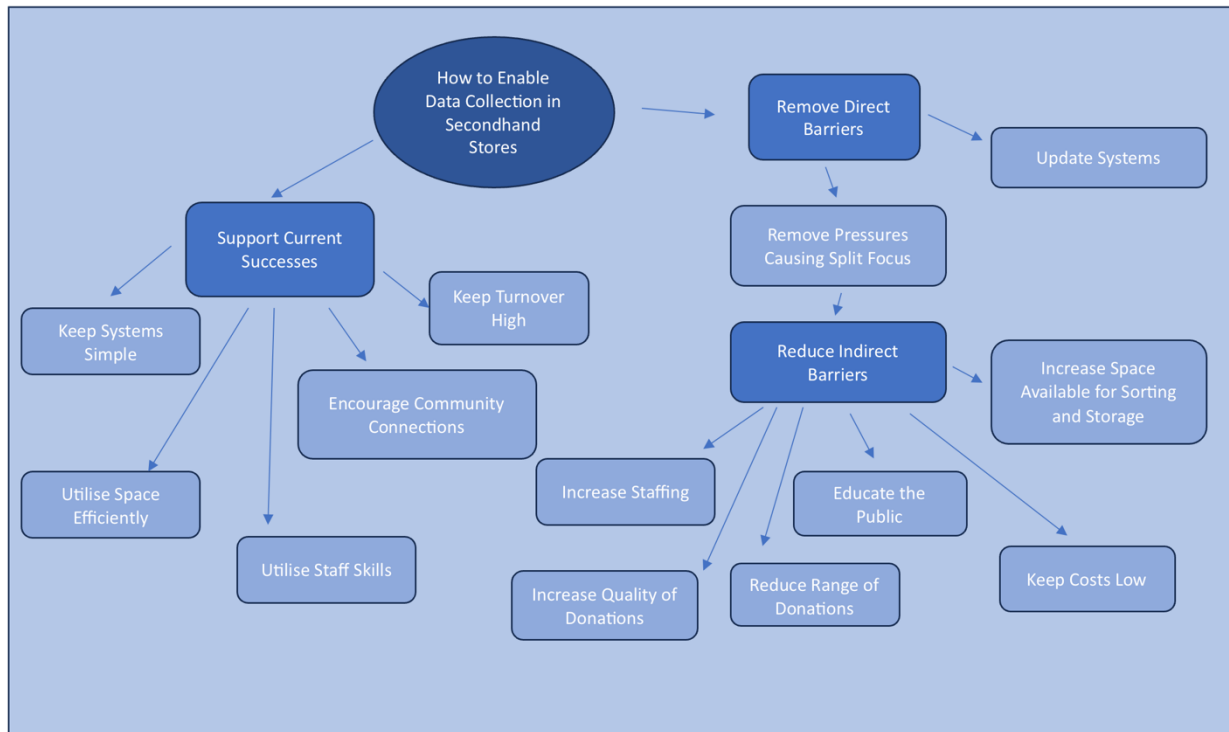 How to Enable
Data Collection in
Secondhand
Stores
Remove Direct
Barriers
Update Systems
Support Current
Successes
Remove Pressures
Causing Split Focus
Keep Turnover
High
Keep Systems
Simple
Reduce Indirect
Barriers
Increase Space
Available for Sorting
and Storage
Encourage Community
Connections
Utilise Space
Efficiently
Increase Staffing
Educate the
Public
Utilise Staff Skills
Increase Quality of
Donations
Reduce Range of
Donations
Keep Costs Low